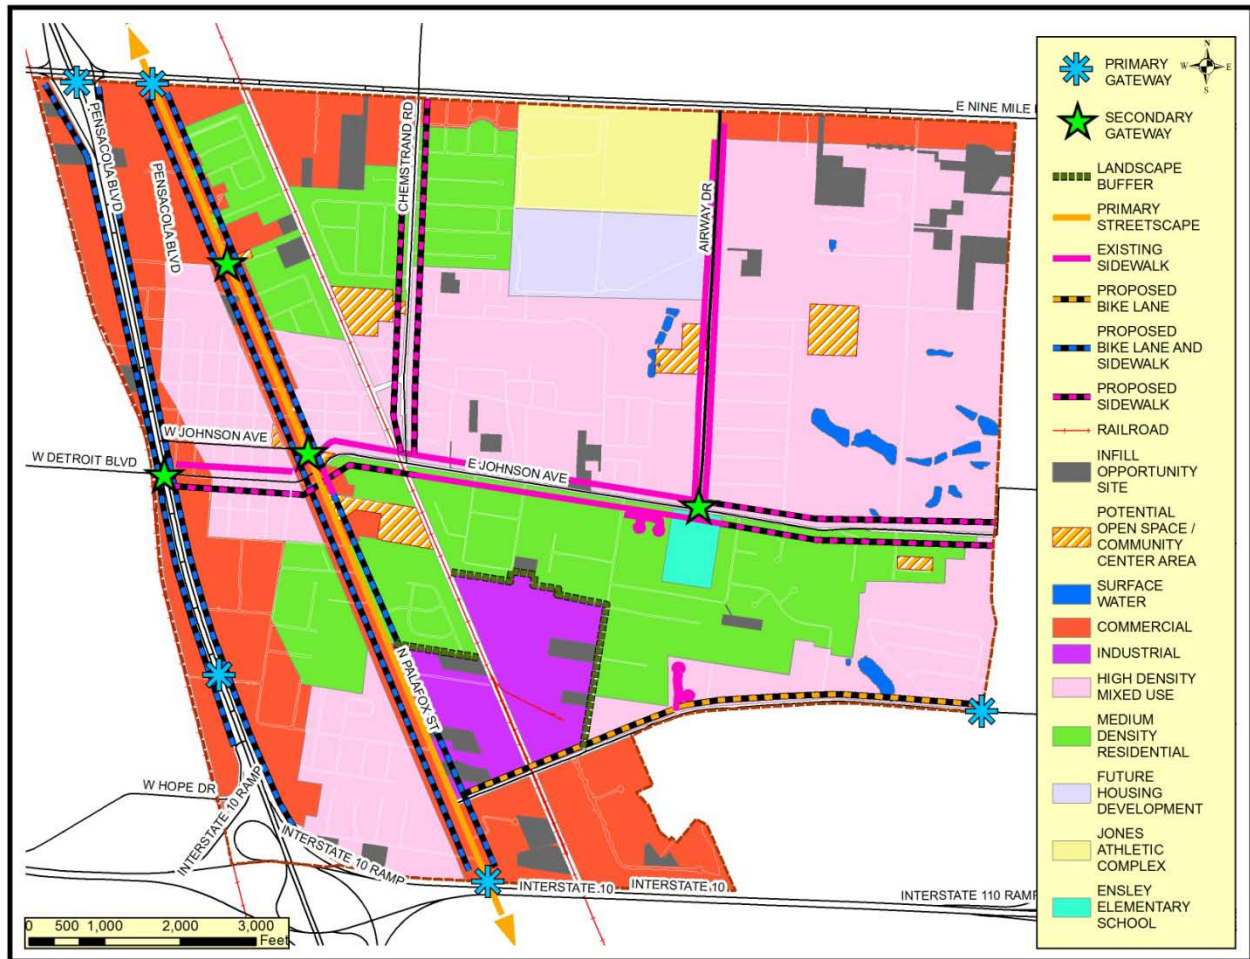 E NINE MILE
PENSACOLA BLVD
PENSACOLA BLVD
CHEMSTRAND RD
AIRWAY DR
W JOHNSON AVE
W DETROIT BLVD
E JOHNSON AVE
N PALAFOX ST
W HOPE DR
INTERSTATE 10 RAMP
INTERSTATE 10 RAMP
INTERSTATE 10
INTERSTATE 10
INTERSTATE 110 RAMP
0 500 1,000 2,000 3,000
Feet
N
W E
S
PRIMARY
GATEWAY
SECONDARY
GATEWAY
LANDSCAPE
BUFFER
PRIMARY
STREETSCAPE
EXISTING
SIDEWALK
PROPOSED
BIKE LANE
PROPOSED
BIKE LANE AND
SIDEWALK
PROPOSED
SIDEWALK
RAILROAD
INFILL
OPPORTUNITY
SITE
POTENTIAL
OPEN SPACE /
COMMUNITY
CENTER AREA
SURFACE
WATER
COMMERCIAL
INDUSTRIAL
HIGH DENSITY
MIXED USE
MEDIUM
DENSITY
RESIDENTIAL
FUTURE
HOUSING
DEVELOPMENT
JONES
ATHLETIC
COMPLEX
ENSLEY
ELEMENTARY
SCHOOL